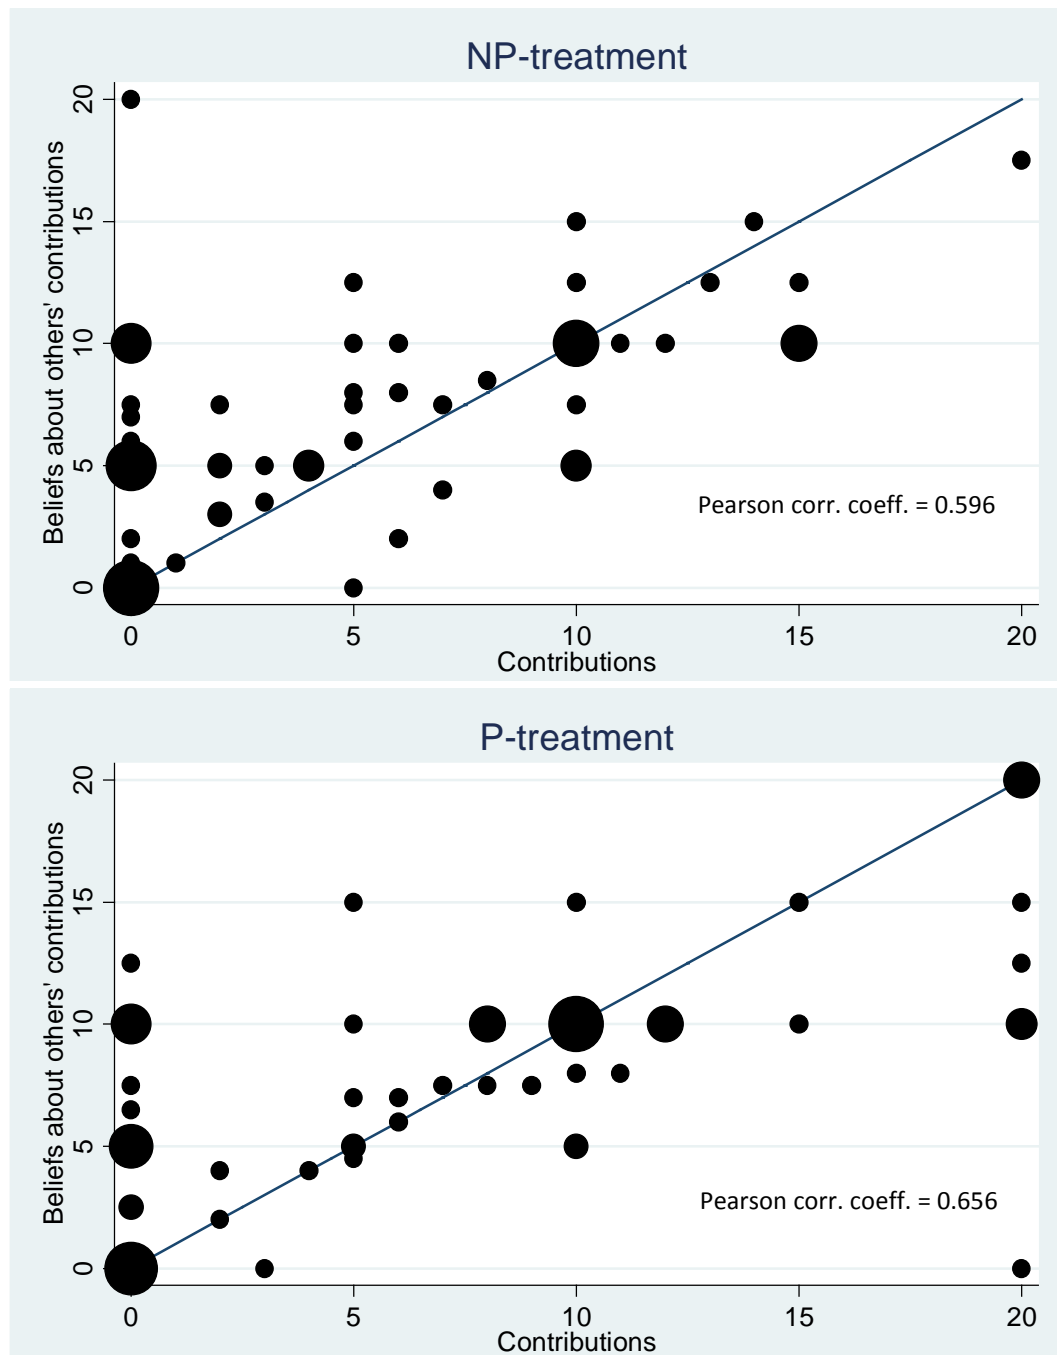 NP-treatment
Beliefs about others' contributions
20
15
10
5
0
Pearson corr. coeff. = 0.596
0 5 10 15 20
Contributions
P-treatment
Beliefs about others' contributions
20
15
10
5
0
Pearson corr. coeff. = 0.656
0 5 10 15 20
Contributions